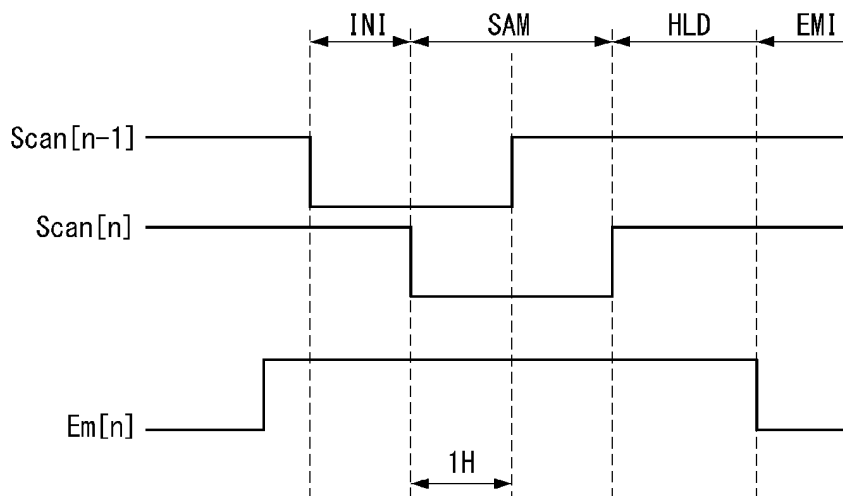 INI SAM HLD EMI
Scan[n-1]
Scan[n]
Em[n]
1H